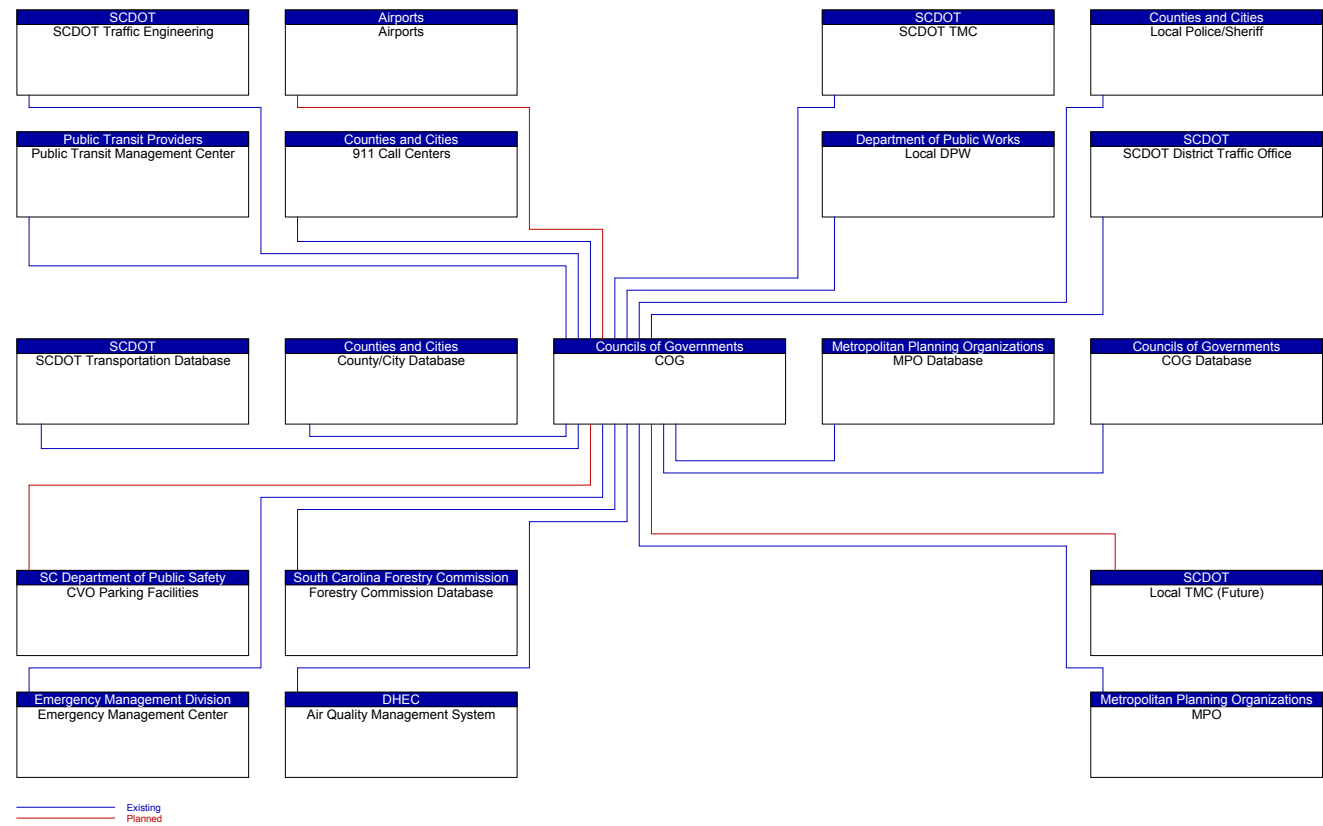 SCDOT
SCDOT Traffic Engineering
Airports
Airports
SCDOT
SCDOT TMC
Counties and Cities
Local Police/Sheriff
Public Transit Providers
Public Transit Management Center
Counties and Cities
911 Call Centers
Department of Public Works
Local DPW
SCDOT
SCDOT District Traffic Office
SCDOT
SCDOT Transportation Database
Counties and Cities
County/City Database
Councils of Governments
COG
Metropolitan Planning Organizations
MPO Database
Councils of Governments
COG Database
SC Department of Public Safety
CVO Parking Facilities
South Carolina Forestry Commission
Forestry Commission Database
SCDOT
Local TMC (Future)
Emergency Management Division
Emergency Management Center
DHEC
Air Quality Management System
Metropolitan Planning Organizations
MPO
Existing
Planned